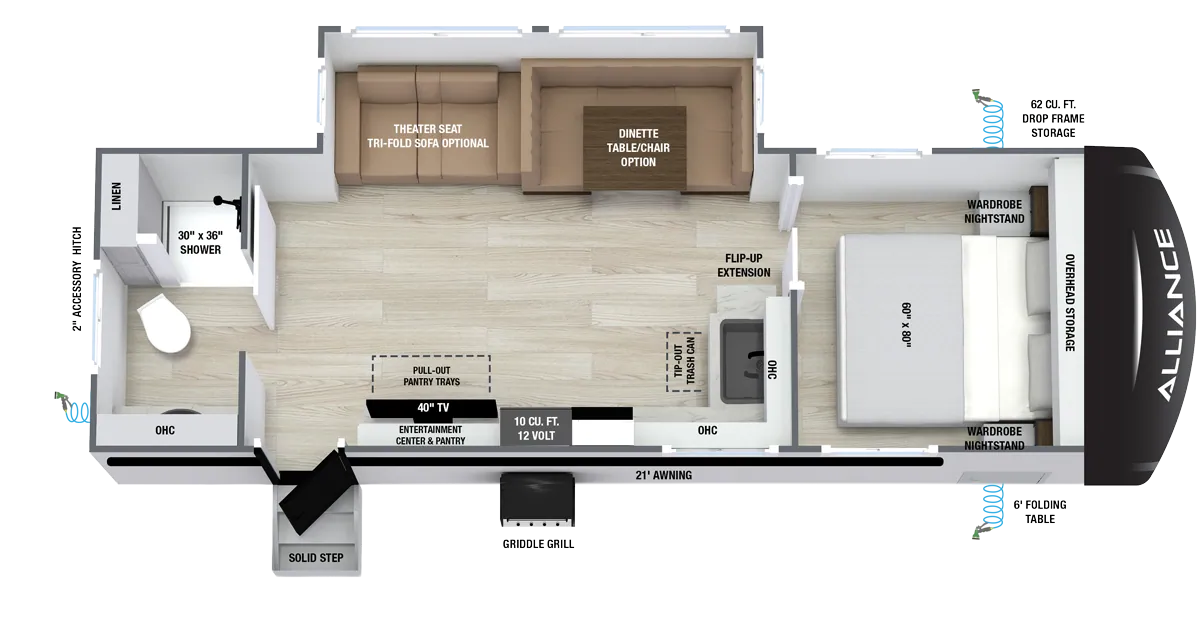 62 CU. FT.
DROP FRAME
STORAGE
THEATER SEAT
TRI-FOLD SOFA OPTIONAL
DINETTE
TABLE/CHAIR
OPTION
LINEN
30" x 36"
SHOWER
2" ACCESSORY HITCH
WARDROBE
NIGHTSTAND
FLIP-UP
EXTENSION
60" x 80"
OVERHEAD STORAGE
ALLIANCE
TIP-OUT
TRASH CAN
OHC
PULL-OUT
PANTRY TRAYS
40" TV
ENTERTAINMENT
CENTER & PANTRY
10 CU. FT.
12 VOLT
OHC
OHC
WARDROBE
NIGHTSTAND
21' AWNING
6' FOLDING
TABLE
GRIDDLE GRILL
SOLID STEP